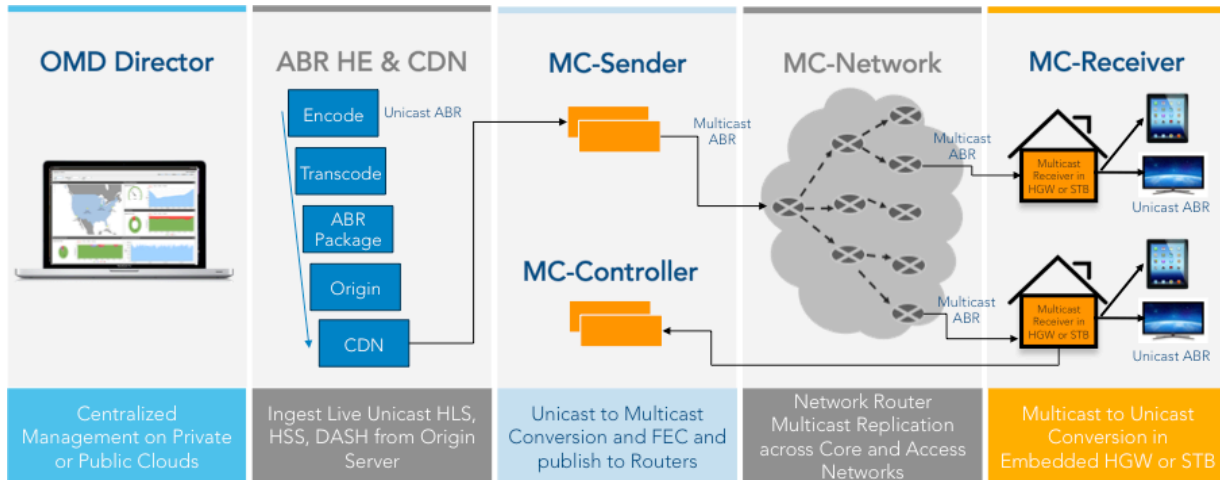 OMD Director
Centralized
Management on Private
or Public Clouds
ABR HE & CDN
Encode
Unicast ABR
Transcode
ABR
Package
Origin
CDN
Ingest Live Unicast HLS,
HSS, DASH from Origin
Server
MC-Sender
Multicast
ABR
MC-Controller
Unicast to Multicast
Conversion and FEC and
publish to Routers
MC-Network
Multicast
ABR
Multicast
ABR
Network Router
Multicast Replication
across Core and Access
Networks
MC-Receiver
Multicast
Receiver in
HGW or STB
Unicast ABR
Multicast
Receiver in
HGW or STB
Unicast ABR
Multicast to Unicast
Conversion in
Embedded HGW or STB